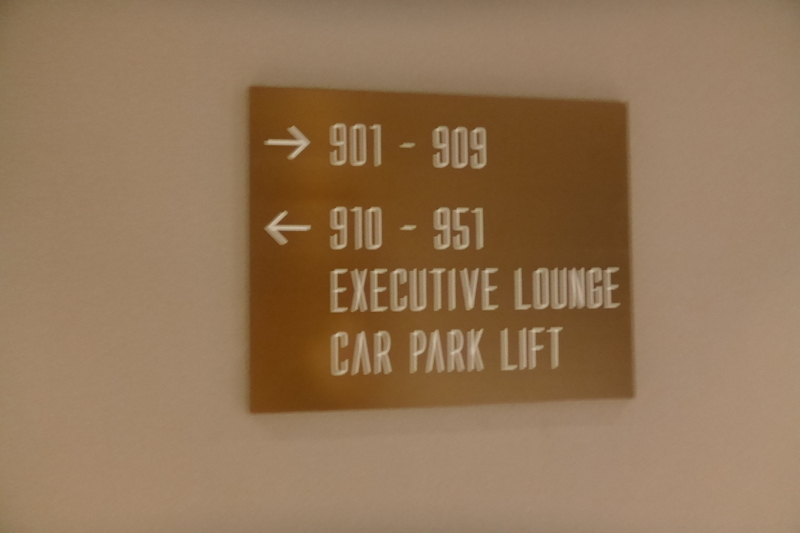 → 901 - 909
← 910 - 951
EXECUTIVE LOUNGE
CAR PARK LIFT